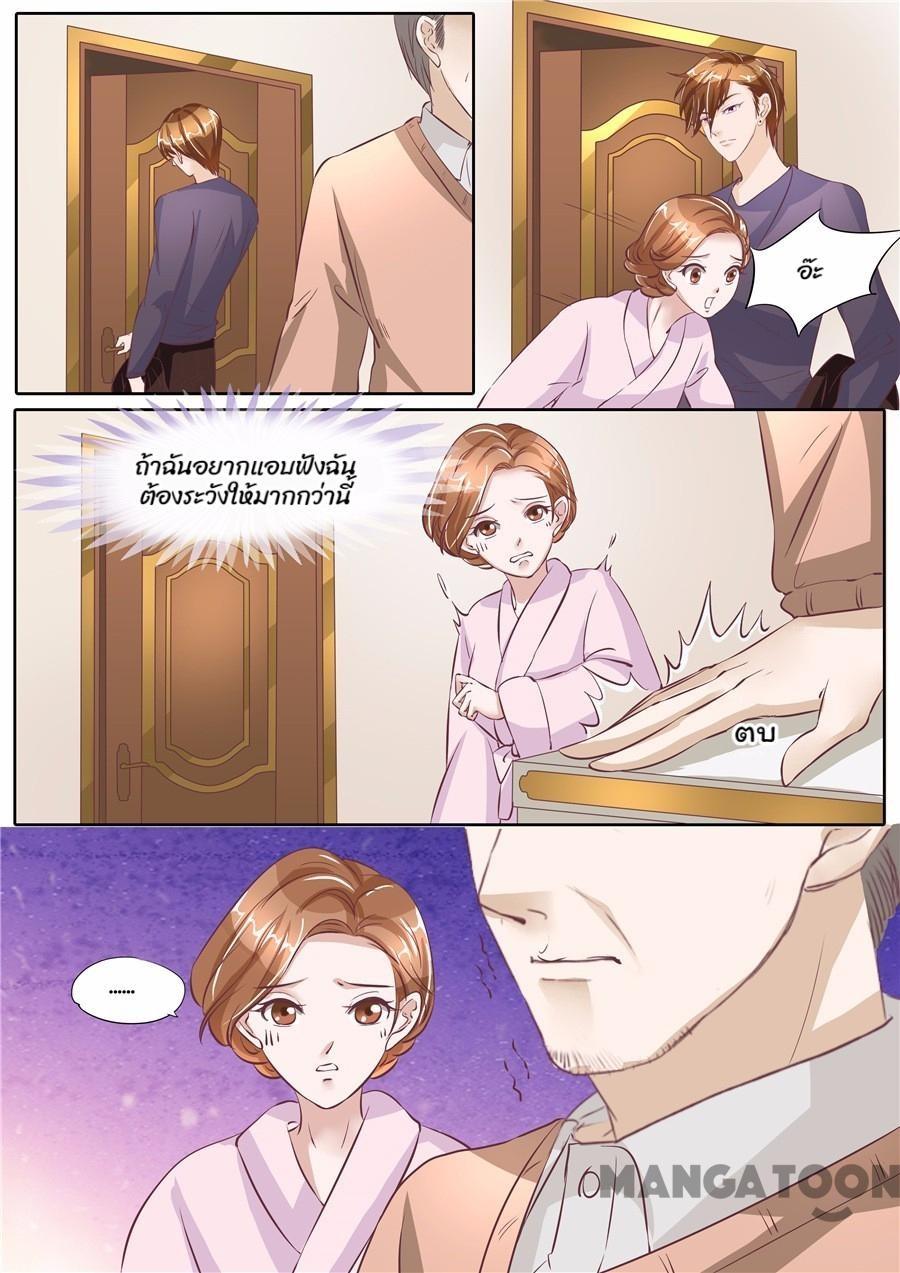 อ๊ะ
ถ้าฉันอยากแอบฟังฉัน
ต้องระวังให้มากกว่านี้
ตบ
......
MANGATOON